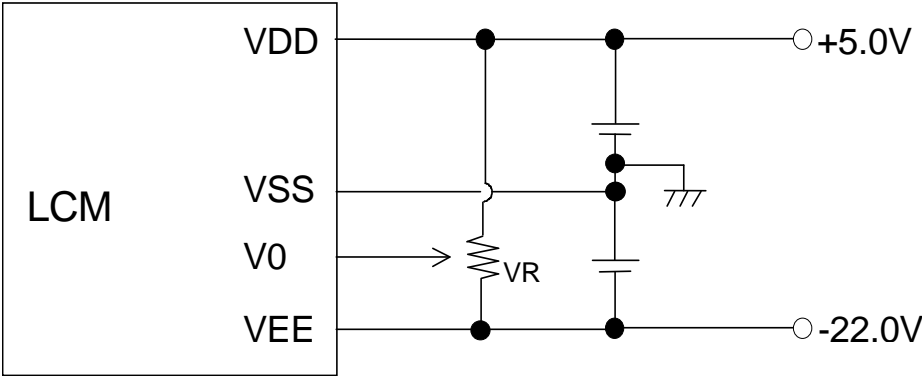 VDD
+5.0V
VSS
LCM
V0
VR
VEE
-22.0V